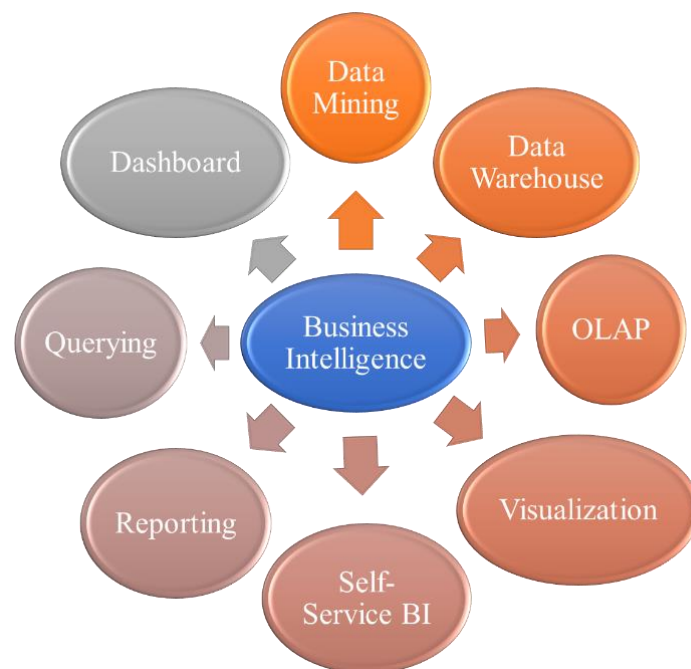 Data
Mining
Dashboard
Data
Warehouse
Querying
Business
Intelligence
OLAP
Reporting
Visualization
Self-
Service BI